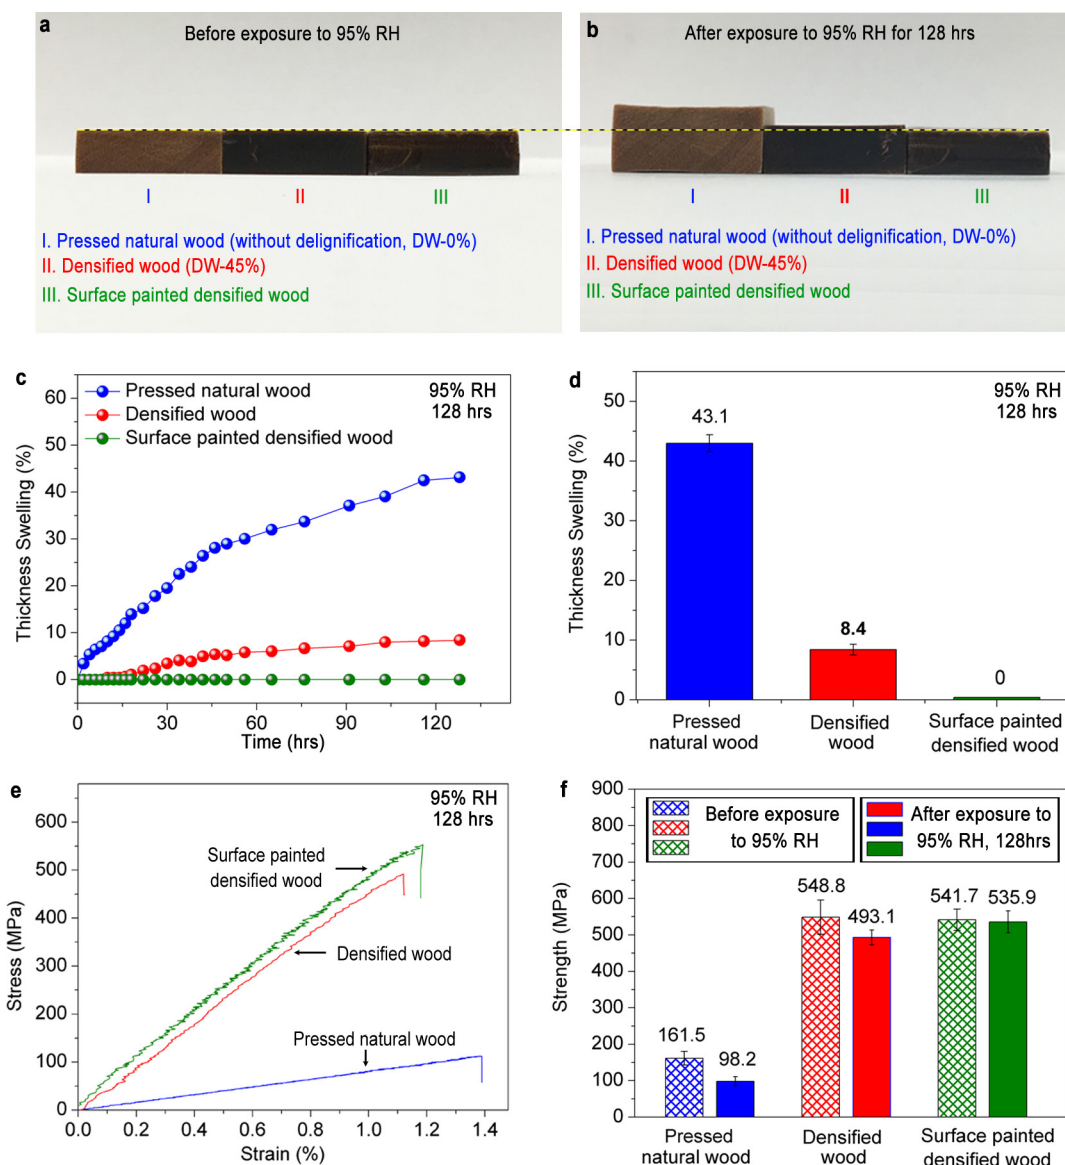 a
Before exposure to 95% RH
I
II
III
I. Pressed natural wood (without delignification, DW-0%)
II. Densified wood (DW-45%)
III. Surface painted densified wood
b
After exposure to 95% RH for 128 hrs
I
II
III
I. Pressed natural wood (without delignification, DW-0%)
II. Densified wood (DW-45%)
III. Surface painted densified wood
c
Pressed natural wood
Densified wood
Surface painted densified wood
95% RH
128 hrs
Thickness Swelling (%)
60
50
40
30
20
10
0
0
30
60
90
120
Time (hrs)
d
95% RH
128 hrs
Thickness Swelling (%)
50
40
30
20
10
0
43.1
8.4
0
Pressed
natural wood
Densified
wood
Surface painted
densified wood
e
95% RH
128 hrs
Stress (MPa)
600
500
400
300
200
100
0
Surface painted
densified wood
Densified wood
Pressed natural wood
0.0
0.2
0.4
0.6
0.8
1.0
1.2
1.4
Strain (%)
f
Before exposure
to 95% RH
After exposure to
95% RH, 128hrs
Strength (MPa)
900
800
700
600
500
400
300
200
100
0
161.5
98.2
548.8
493.1
541.7
535.9
Pressed
natural wood
Densified
wood
Surface painted
densified wood